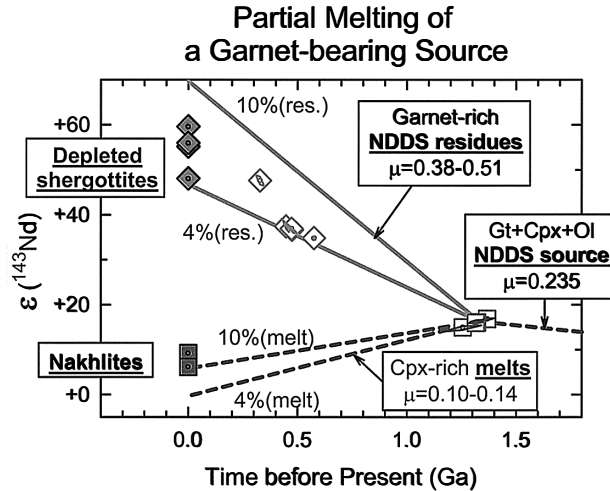 Partial Melting of
a Garnet-bearing Source
10%(res.)
Garnet-rich
NDDS residues
μ=0.38-0.51
Depleted
shergottites
4%(res.)
Gt+Cpx+Ol
NDDS source
μ=0.235
10%(melt)
Nakhlites
Cpx-rich melts
μ=0.10-0.14
4%(melt)
ε (¹⁴³Nd)
+60
+40
+20
+0
0.0 0.5 1.0 1.5
Time before Present (Ga)